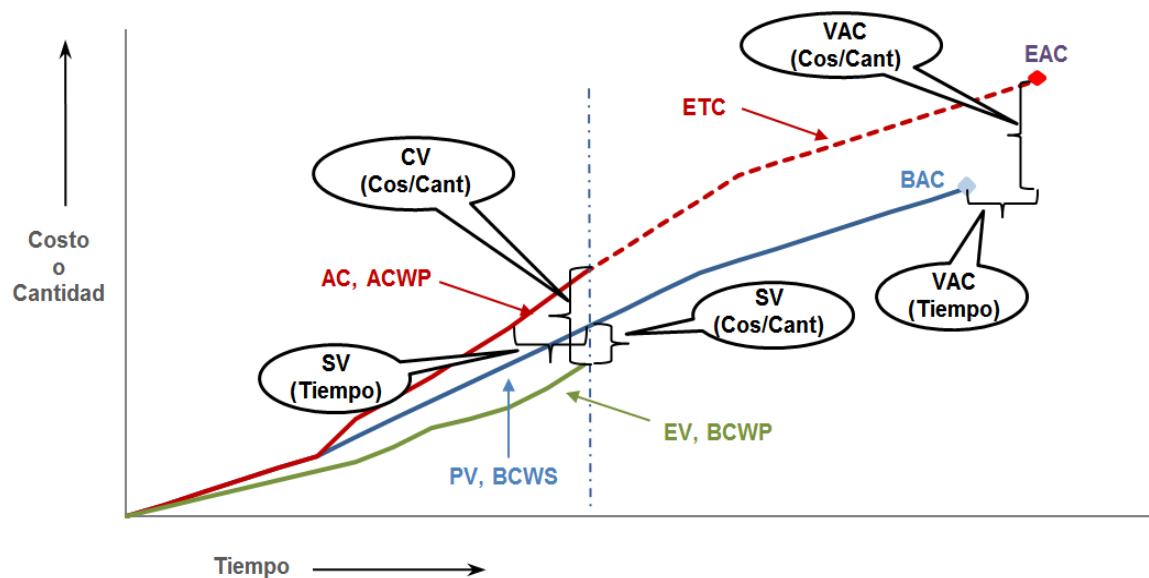 VAC
(Cos/Cant)
EAC
ETC
CV
(Cos/Cant)
BAC
Costo
o
Cantidad
AC, ACWP
SV
(Cos/Cant)
VAC
(Tiempo)
SV
(Tiempo)
EV, BCWP
PV, BCWS
Tiempo